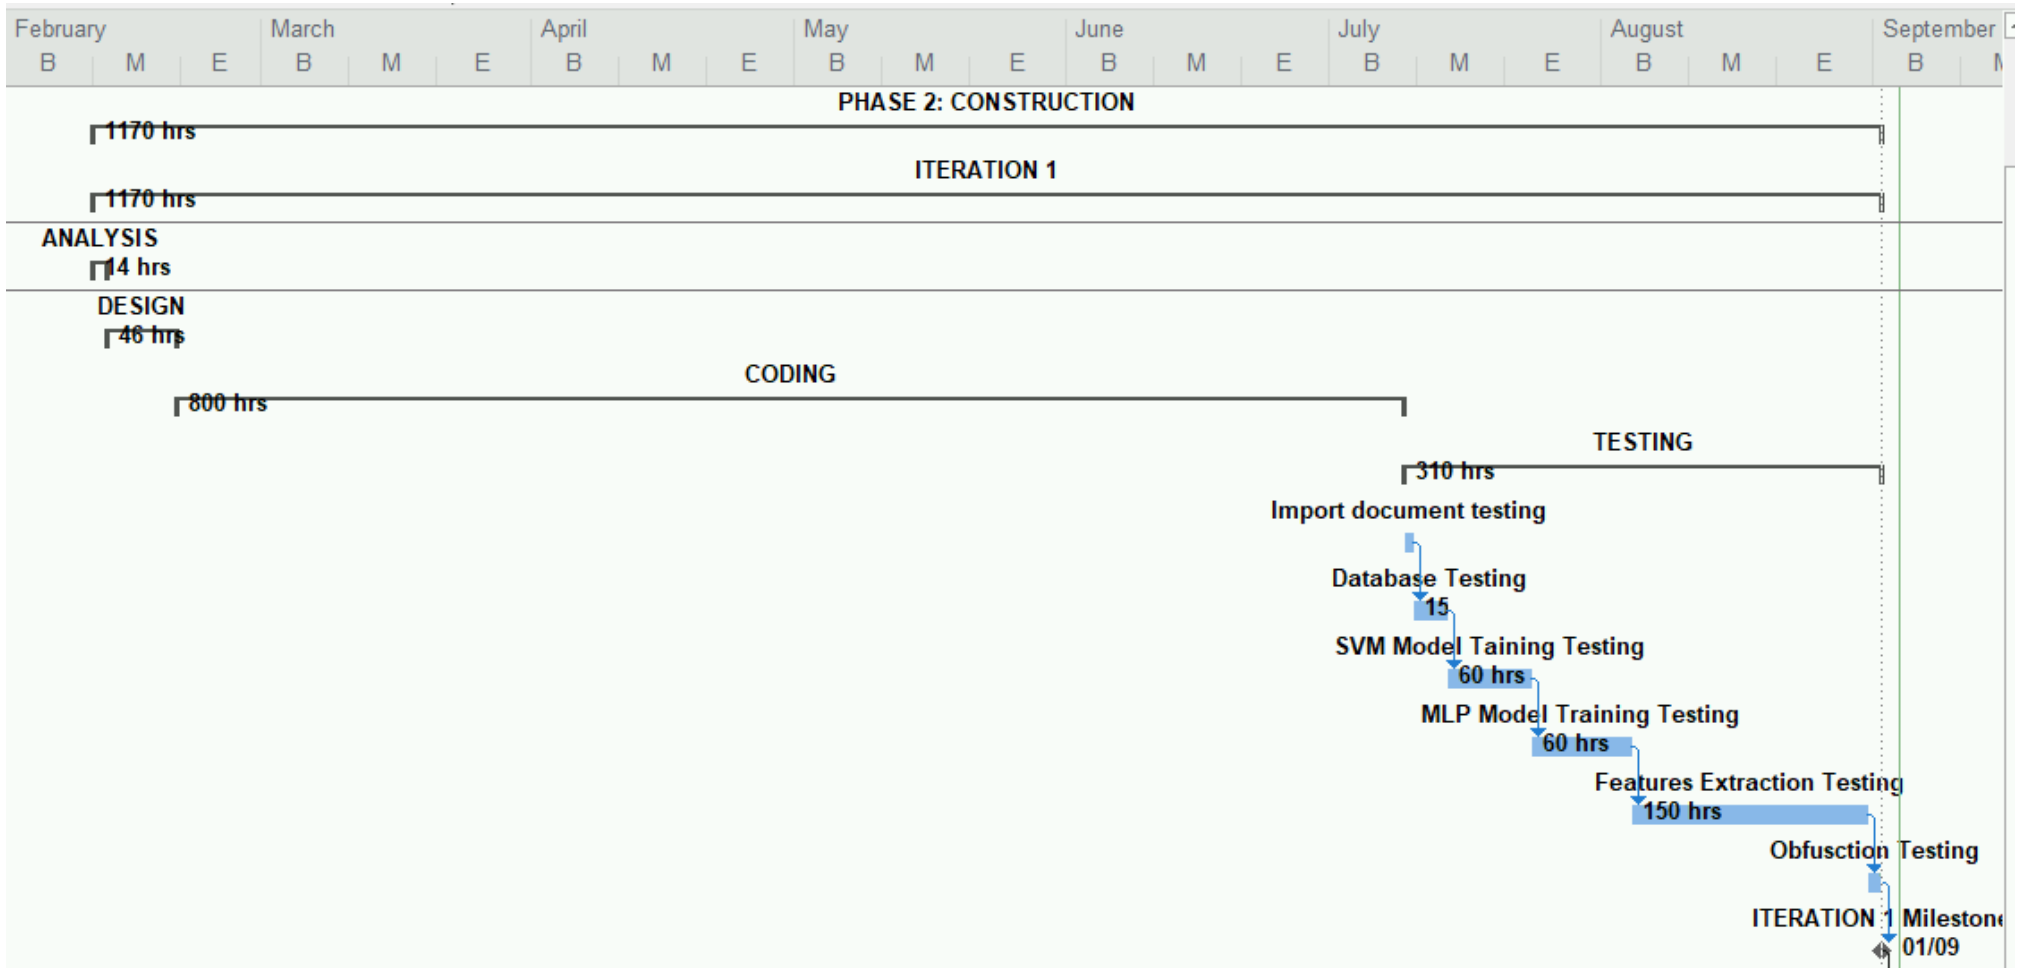 February March April May June July August September
B M E B M E B M E B M E B M E B M E B M E B
PHASE 2: CONSTRUCTION
1170 hrs
ITERATION 1
1170 hrs
ANALYSIS
14 hrs
DESIGN
46 hrs
CODING
800 hrs
TESTING
310 hrs
Import document testing
Database Testing
15
SVM Model Taining Testing
60 hrs
MLP Model Training Testing
60 hrs
Features Extraction Testing
150 hrs
Obfusction Testing
ITERATION 1 Milestone
01/09